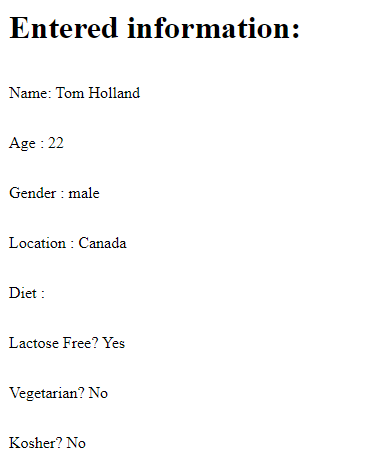 Entered information:
Name: Tom Holland
Age : 22
Gender : male
Location : Canada
Diet :
Lactose Free? Yes
Vegetarian? No
Kosher? No